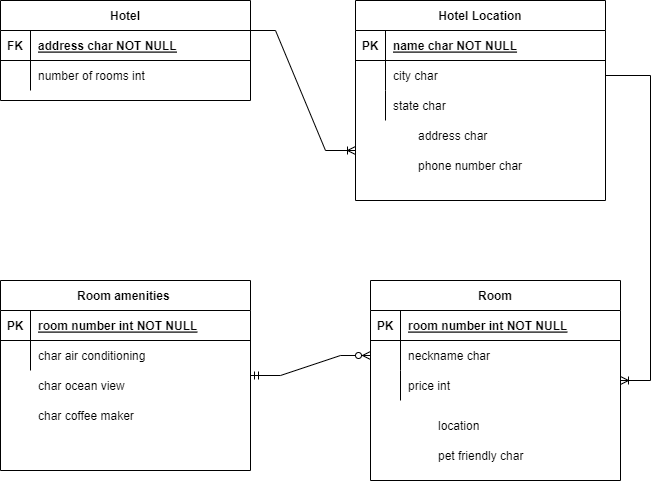 Hotel
FK address char NOT NULL
number of rooms int
Hotel Location
PK name char NOT NULL
city char
state char
address char
phone number char
Room amenities
PK room number int NOT NULL
char air conditioning
char ocean view
char coffee maker
Room
PK room number int NOT NULL
neckname char
price int
location
pet friendly char